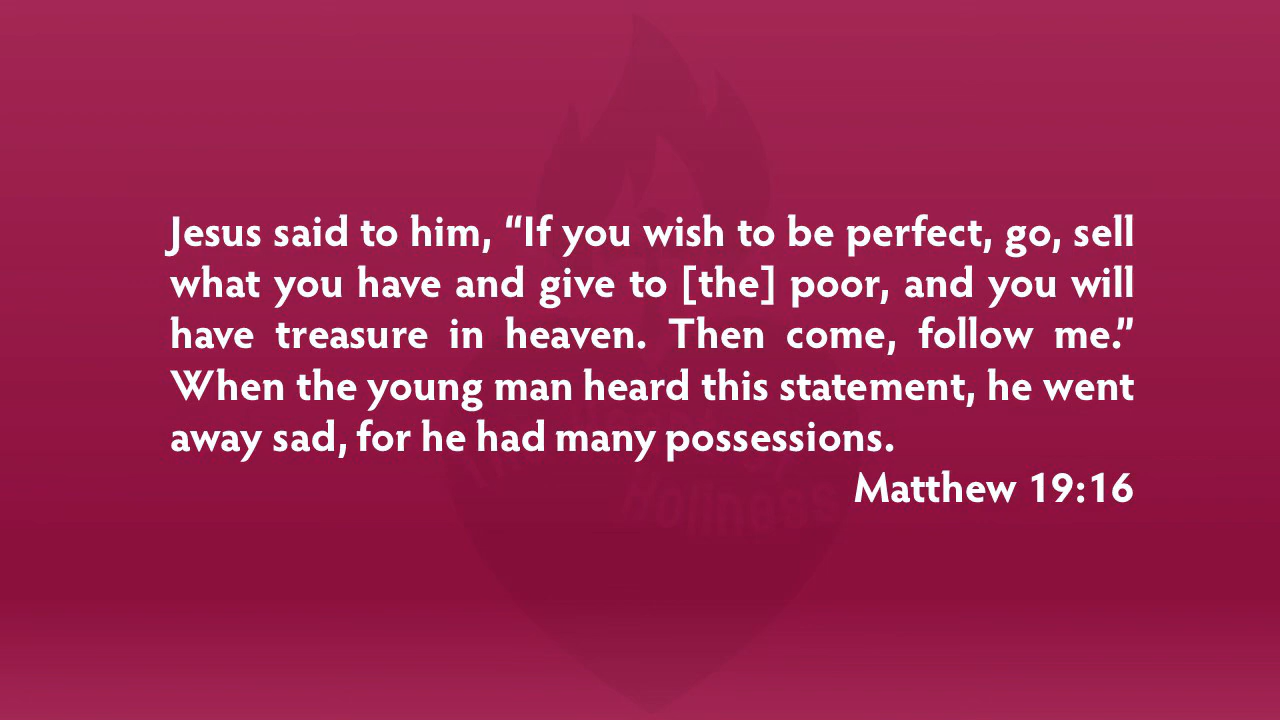 Jesus said to him, “If you wish to be perfect, go, sell
what you have and give to [the] poor, and you will
have treasure in heaven. Then come, follow me.”
When the young man heard this statement, he went
away sad, for he had many possessions.
Matthew 19:16
Holiness